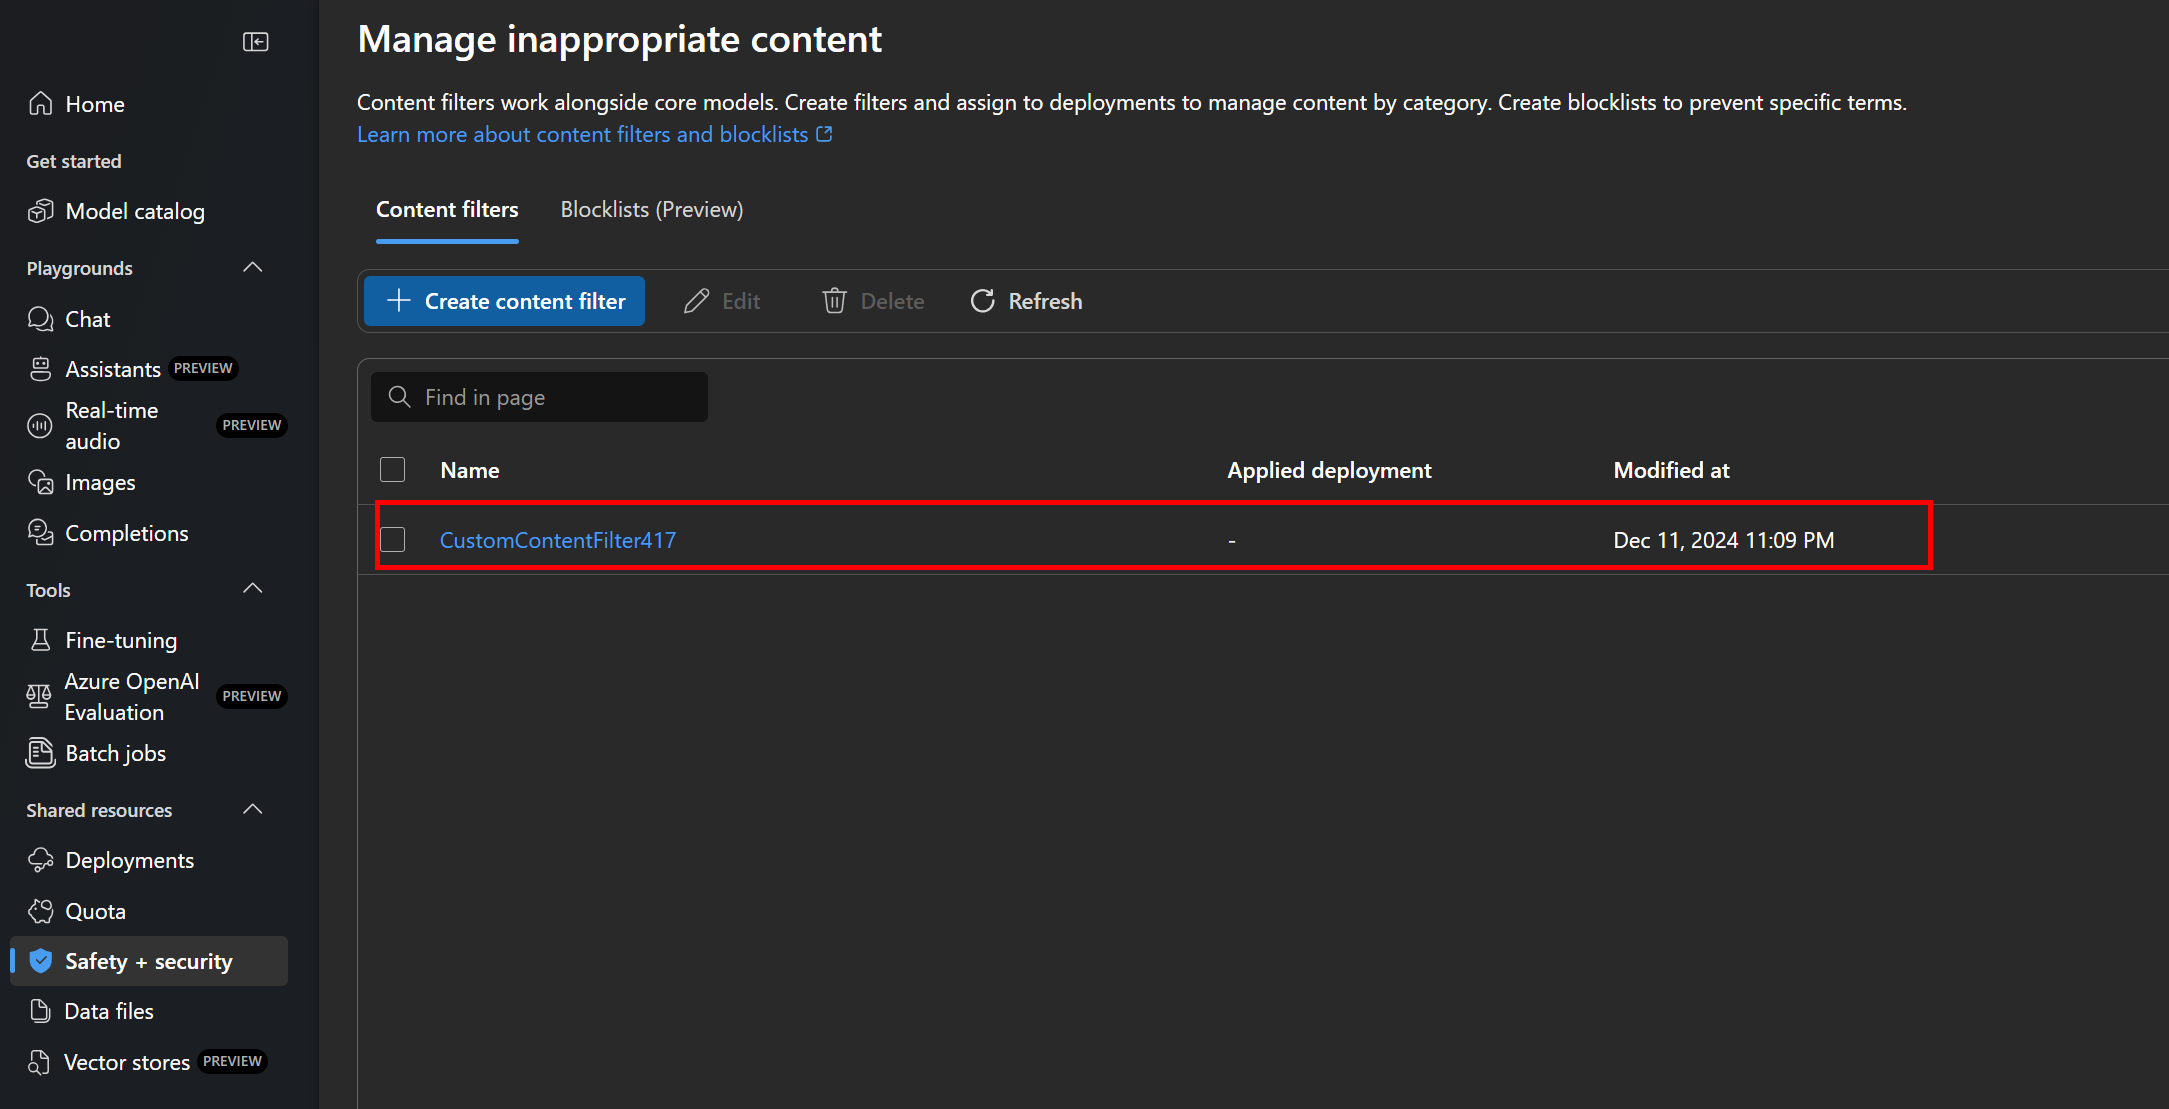 Home
Get started
Model catalog
Playgrounds
Chat
Assistants PREVIEW
Real-time
audio
PREVIEW
Images
Completions
Tools
Fine-tuning
Azure OpenAI
Evaluation
PREVIEW
Batch jobs
Shared resources
Deployments
Quota
Safety + security
Data files
Vector stores PREVIEW
Manage inappropriate content
Content filters work alongside core models. Create filters and assign to deployments to manage content by category. Create blocklists to prevent specific terms.
Learn more about content filters and blocklists
Content filters Blocklists (Preview)
Create content filter Edit Delete Refresh
Find in page
Name Applied deployment Modified at
CustomContentFilter417 - Dec 11, 2024 11:09 PM